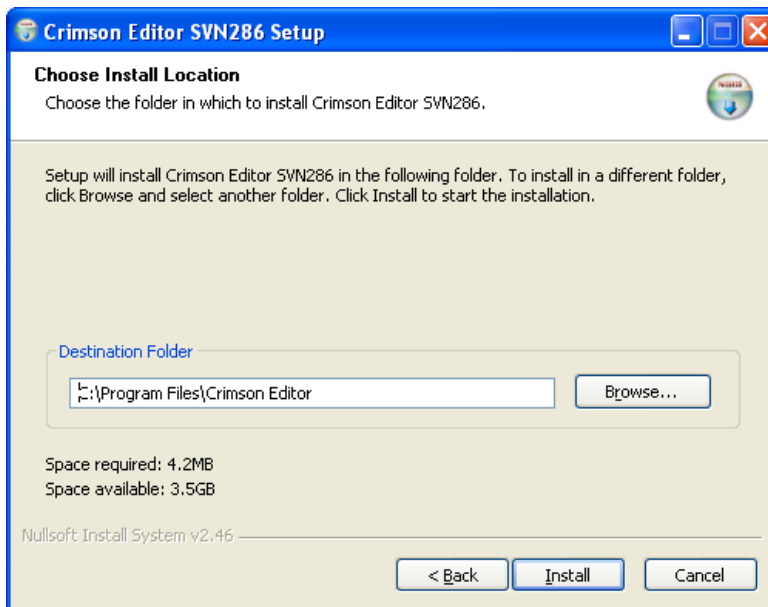 Crimson Editor SVN286 Setup
Choose Install Location
Choose the folder in which to install Crimson Editor SVN286.
Setup will install Crimson Editor SVN286 in the following folder. To install in a different folder,
click Browse and select another folder. Click Install to start the installation.
Destination Folder
C:\Program Files\Crimson Editor
Browse...
Space required: 4.2MB
Space available: 3.5GB
Nullsoft Install System v2.46
< Back
Install
Cancel